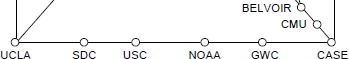 BELVOIR
CMU
UCLA SDC USC NOAA GWC CASE